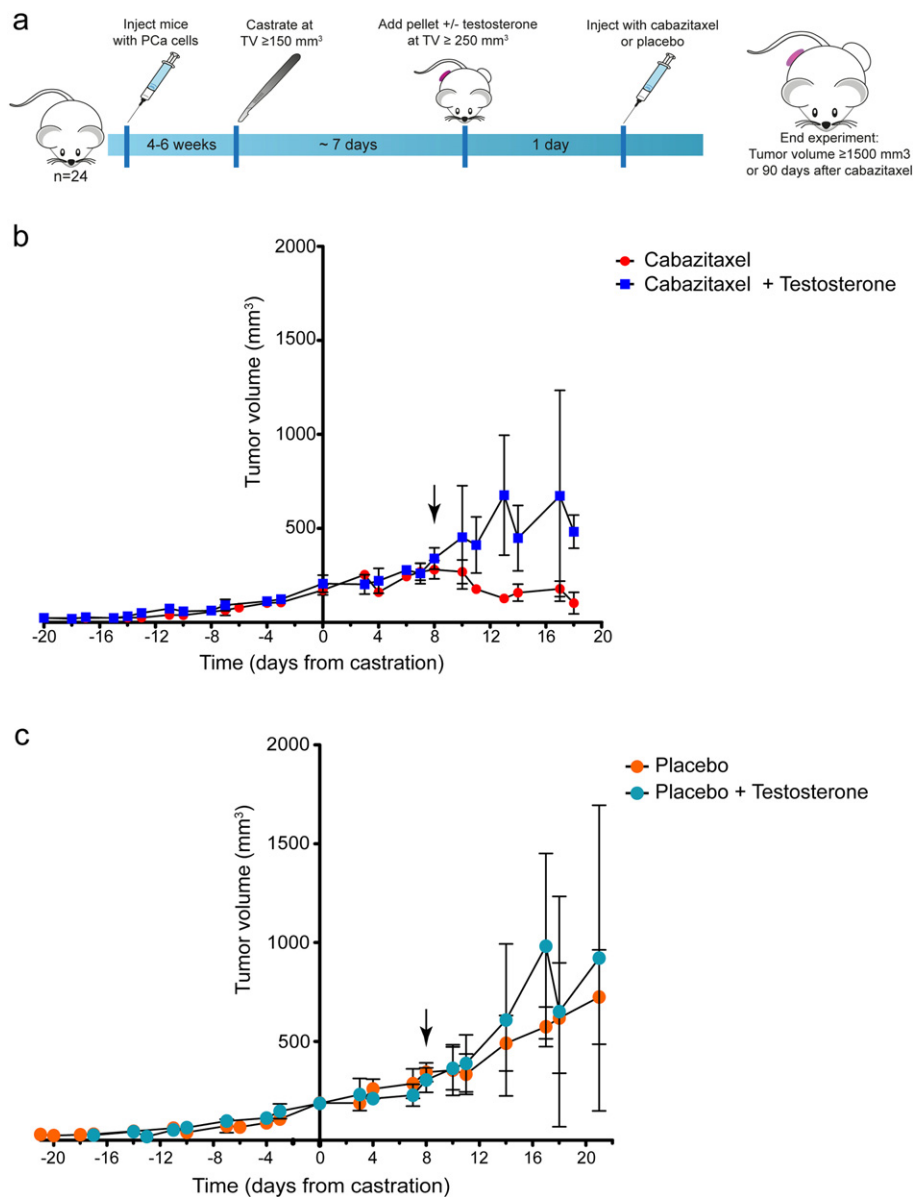 a
Inject mice
with PCa cells
Castrate at
TV ≥150 mm³
Add pellet +/- testosterone
at TV ≥ 250 mm³
Inject with cabazitaxel
or placebo
4-6 weeks
~ 7 days
1 day
n=24
End experiment:
Tumor volume ≥1500 mm3
or 90 days after cabazitaxel
b
Tumor volume (mm³)
2000
1500
1000
500
-20 -16 -12 -8 -4 0 4 8 12 16 20
Time (days from castration)
Cabazitaxel
Cabazitaxel + Testosterone
c
Tumor volume (mm³)
2000
1500
1000
500
-20 -16 -12 -8 -4 0 4 8 12 16 20
Time (days from castration)
Placebo
Placebo + Testosterone